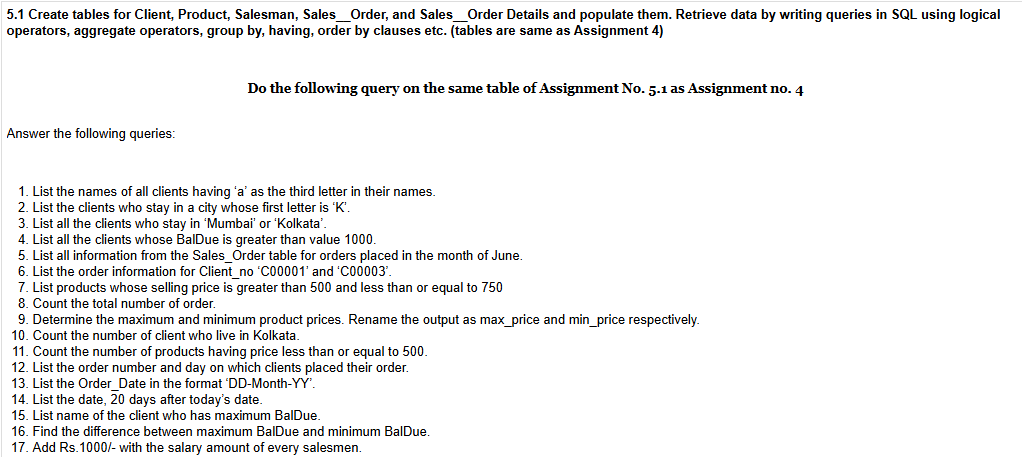 5.1 Create tables for Client, Product, Salesman, Sales__Order, and Sales__Order Details and populate them. Retrieve data by writing queries in SQL using logical
operators, aggregate operators, group by, having, order by clauses etc. (tables are same as Assignment 4)
Do the following query on the same table of Assignment No. 5.1 as Assignment no. 4
Answer the following queries:
1. List the names of all clients having ‘a’ as the third letter in their names.
2. List the clients who stay in a city whose first letter is ‘K’.
3. List all the clients who stay in ‘Mumbai’ or ‘Kolkata’.
4. List all the clients whose BalDue is greater than value 1000.
5. List all information from the Sales_Order table for orders placed in the month of June.
6. List the order information for Client_no ‘C00001’ and ‘C00003’.
7. List products whose selling price is greater than 500 and less than or equal to 750
8. Count the total number of order.
9. Determine the maximum and minimum product prices. Rename the output as max_price and min_price respectively.
10. Count the number of client who live in Kolkata.
11. Count the number of products having price less than or equal to 500.
12. List the order number and day on which clients placed their order.
13. List the Order_Date in the format ‘DD-Month-YY’.
14. List the date, 20 days after today’s date.
15. List name of the client who has maximum BalDue.
16. Find the difference between maximum BalDue and minimum BalDue.
17. Add Rs.1000/- with the salary amount of every salesmen.